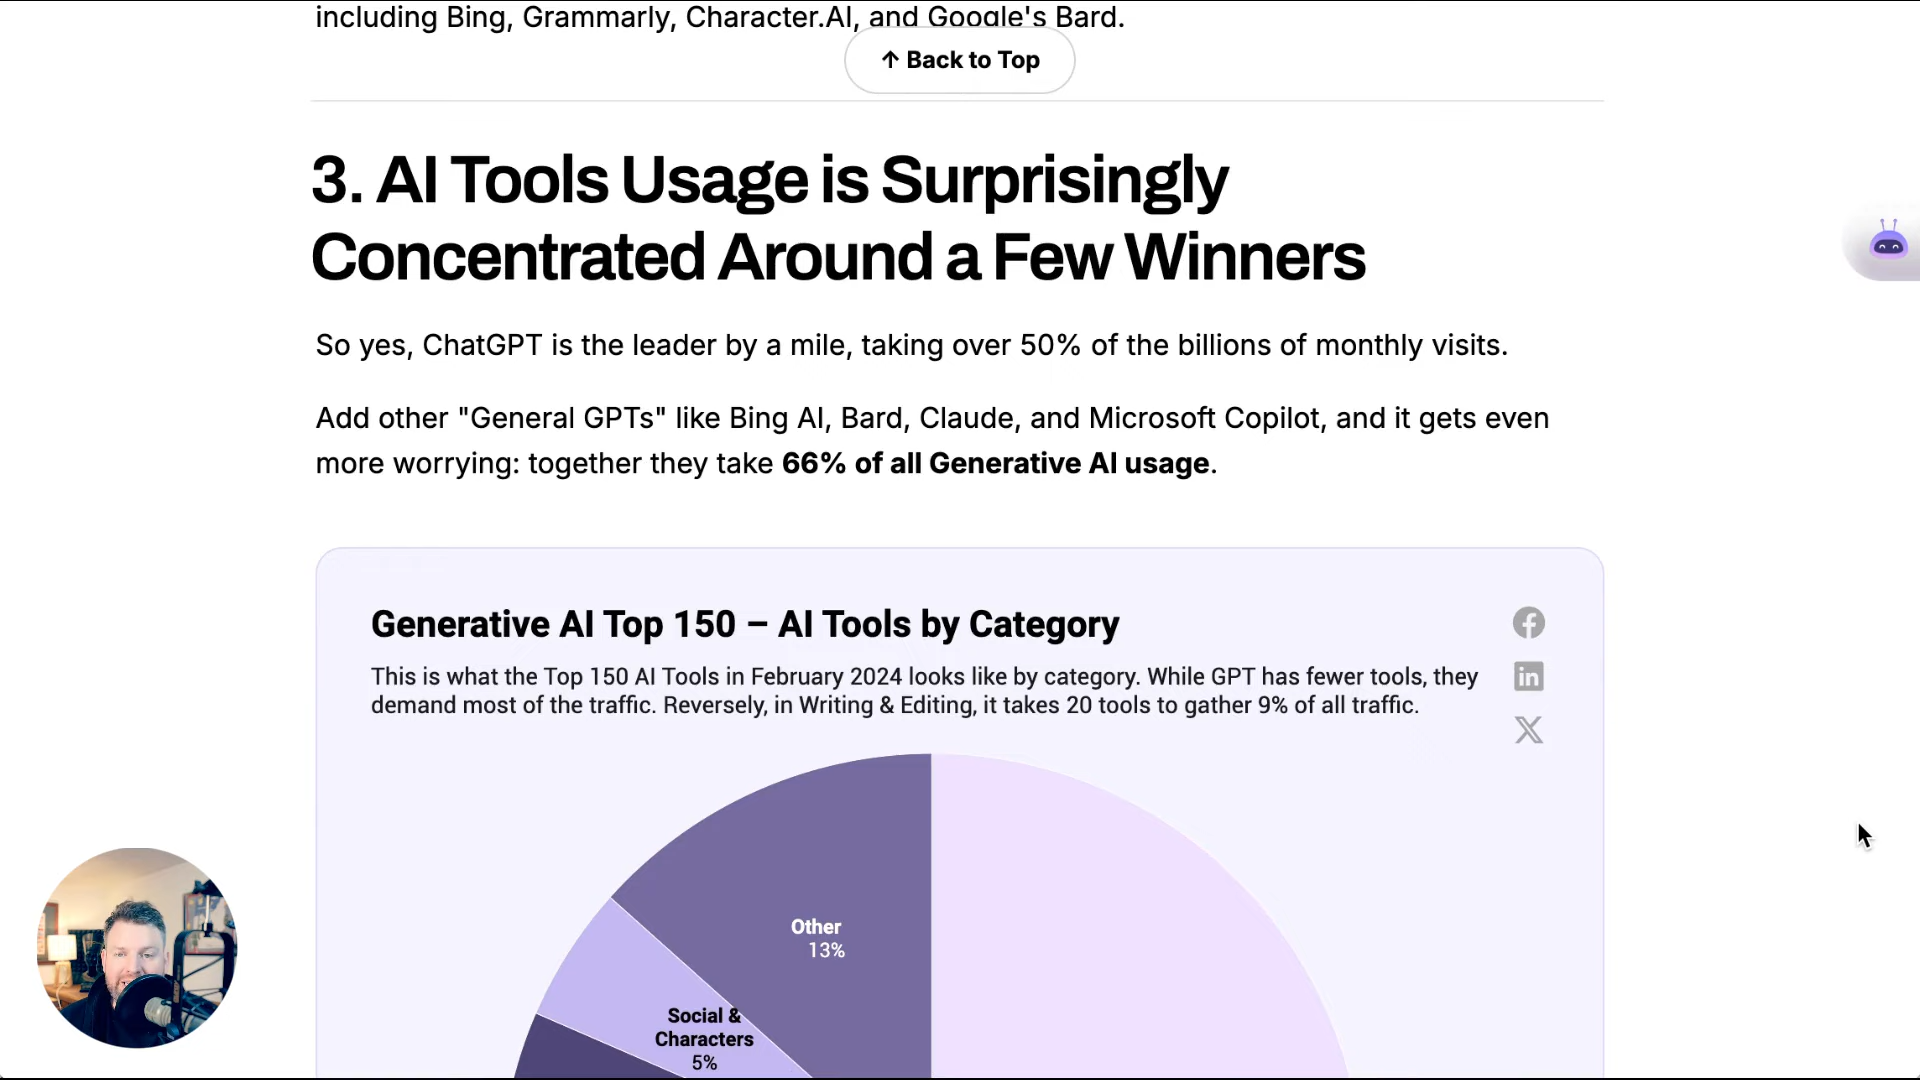 including Bing, Grammarly, Character.AI, and Google's Bard.
↑ Back to Top
3. AI Tools Usage is Surprisingly
Concentrated Around a Few Winners
So yes, ChatGPT is the leader by a mile, taking over 50% of the billions of monthly visits.
Add other "General GPTs" like Bing AI, Bard, Claude, and Microsoft Copilot, and it gets even
more worrying: together they take 66% of all Generative AI usage.
Generative AI Top 150 – AI Tools by Category
This is what the Top 150 AI Tools in February 2024 looks like by category. While GPT has fewer tools, they
demand most of the traffic. Reversely, in Writing & Editing, it takes 20 tools to gather 9% of all traffic.
Other
13%
Social &
Characters
5%